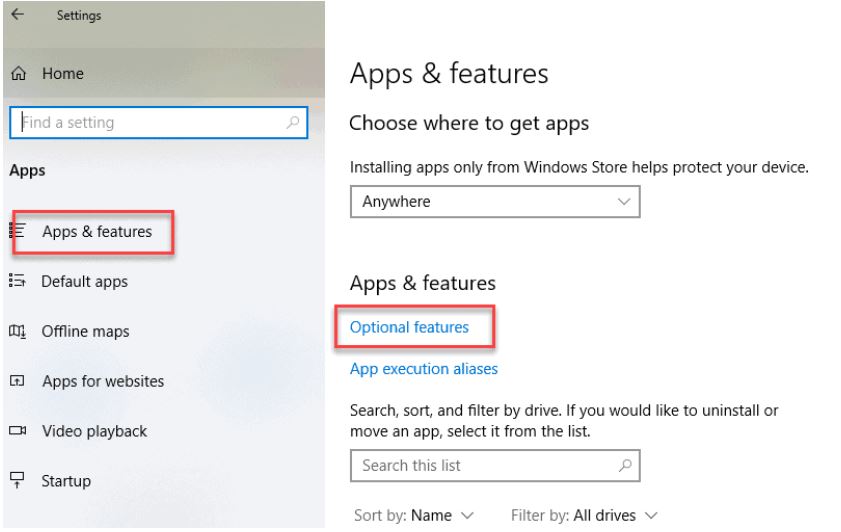 Settings
Home
Find a setting
Apps
Apps & features
Default apps
Offline maps
Apps for websites
Video playback
Startup
Apps & features
Choose where to get apps
Installing apps only from Windows Store helps protect your device.
Anywhere
Apps & features
Optional features
App execution aliases
Search, sort, and filter by drive. If you would like to uninstall or
move an app, select it from the list.
Search this list
Sort by: Name
Filter by: All drives